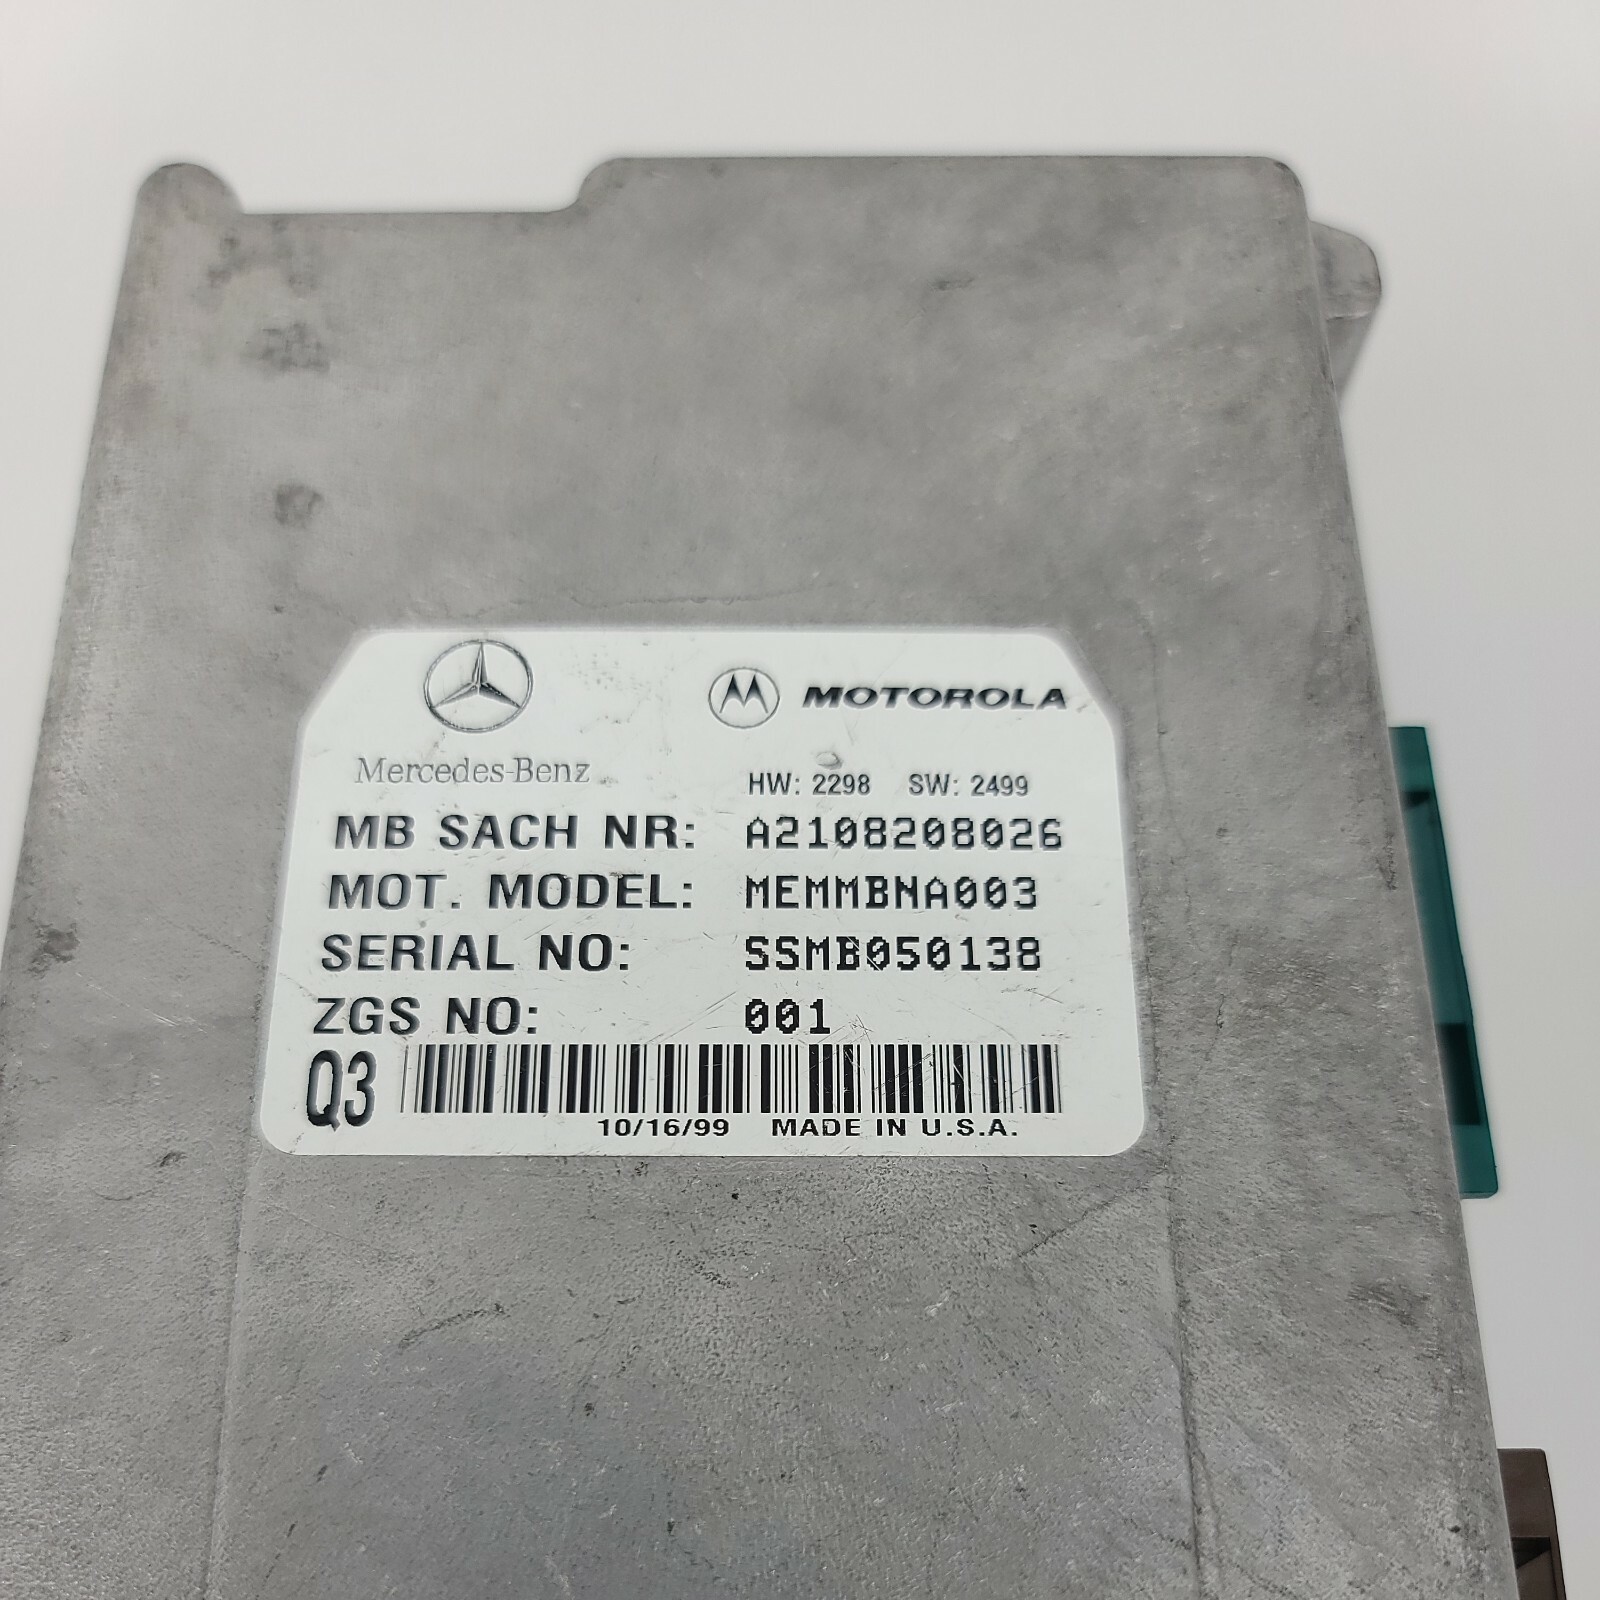 MOTOROLA
Mercedes-Benz
HW: 2298 SW: 2499
MB SACH NR: A2108208026
MOT. MODEL: MEMMBNA003
SERIAL NO: SSMB050138
ZGS NO: 001
Q3
10/16/99 MADE IN U.S.A.